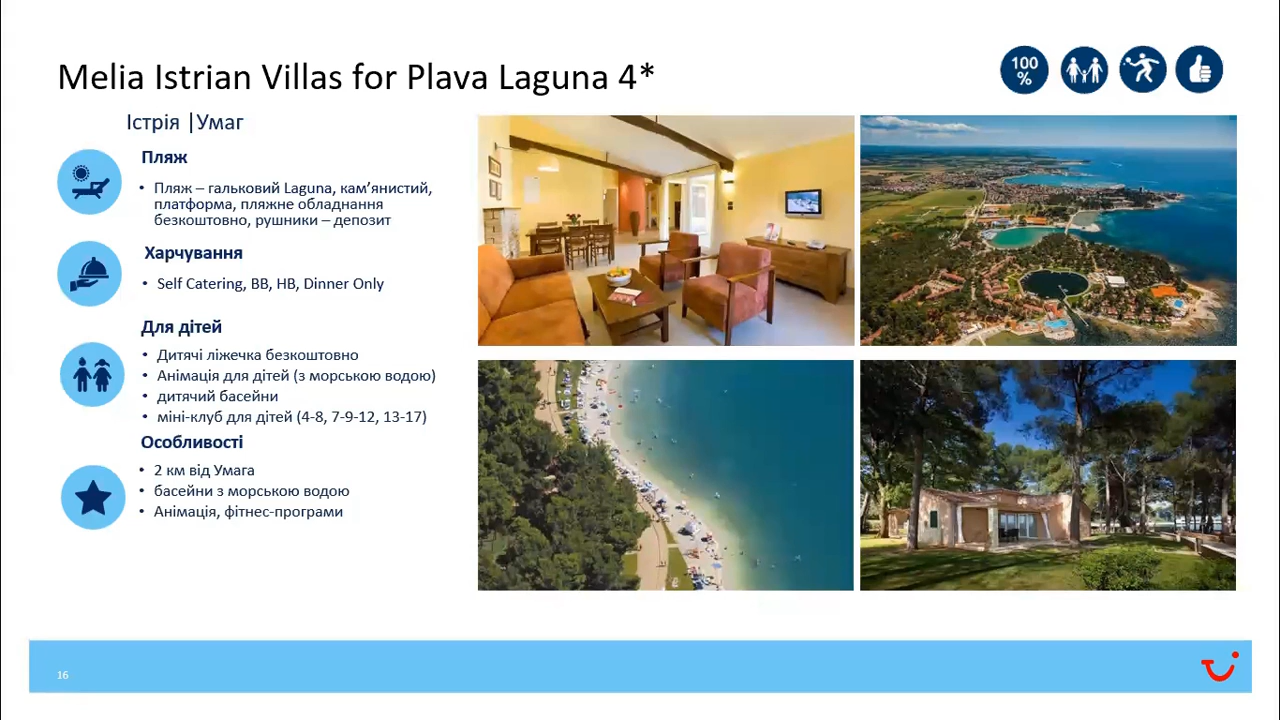 Melia Istrian Villas for Plava Laguna 4*
100
%
Істрія |Умаг
Пляж
• Пляж – гальковий Laguna, кам’янистий,
платформа, пляжне обладнання
безкоштовно, рушники – депозит
Харчування
• Self Catering, BB, HB, Dinner Only
Для дітей
• Дитячі ліжечка безкоштовно
• Анімація для дітей (з морською водою)
• дитячий басейни
• міні-клуб для дітей (4-8, 7-9-12, 13-17)
Особливості
• 2 км від Умага
• басейни з морською водою
• Анімація, фітнес-програми
16